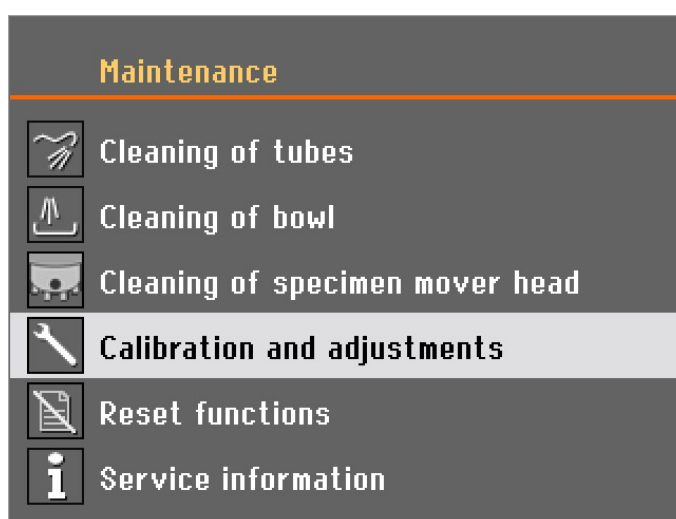 Maintenance
Cleaning of tubes
Cleaning of bowl
Cleaning of specimen mover head
Calibration and adjustments
Reset functions
Service information